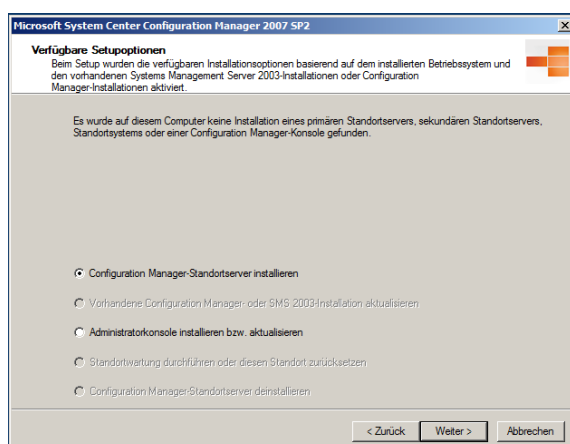 Microsoft System Center Configuration Manager 2007 SP2
Verfügbare Setupoptionen
Beim Setup wurden die verfügbaren Installationsoptionen basierend auf dem installierten Betriebssystem und
den vorhandenen Systems Management Server 2003-Installationen oder Configuration
Manager-Installationen aktiviert.
Es wurde auf diesem Computer keine Installation eines primären Standortservers, sekundären Standortservers,
Standortsystems oder einer Configuration Manager-Konsole gefunden.
Configuration Manager-Standortserver installieren
Vorhandene Configuration Manager- oder SMS 2003-Installation aktualisieren
Administratorkonsole installieren bzw. aktualisieren
Standortwartung durchführen oder diesen Standort zurücksetzen
Configuration Manager-Standortserver deinstallieren
< Zurück Weiter > Abbrechen